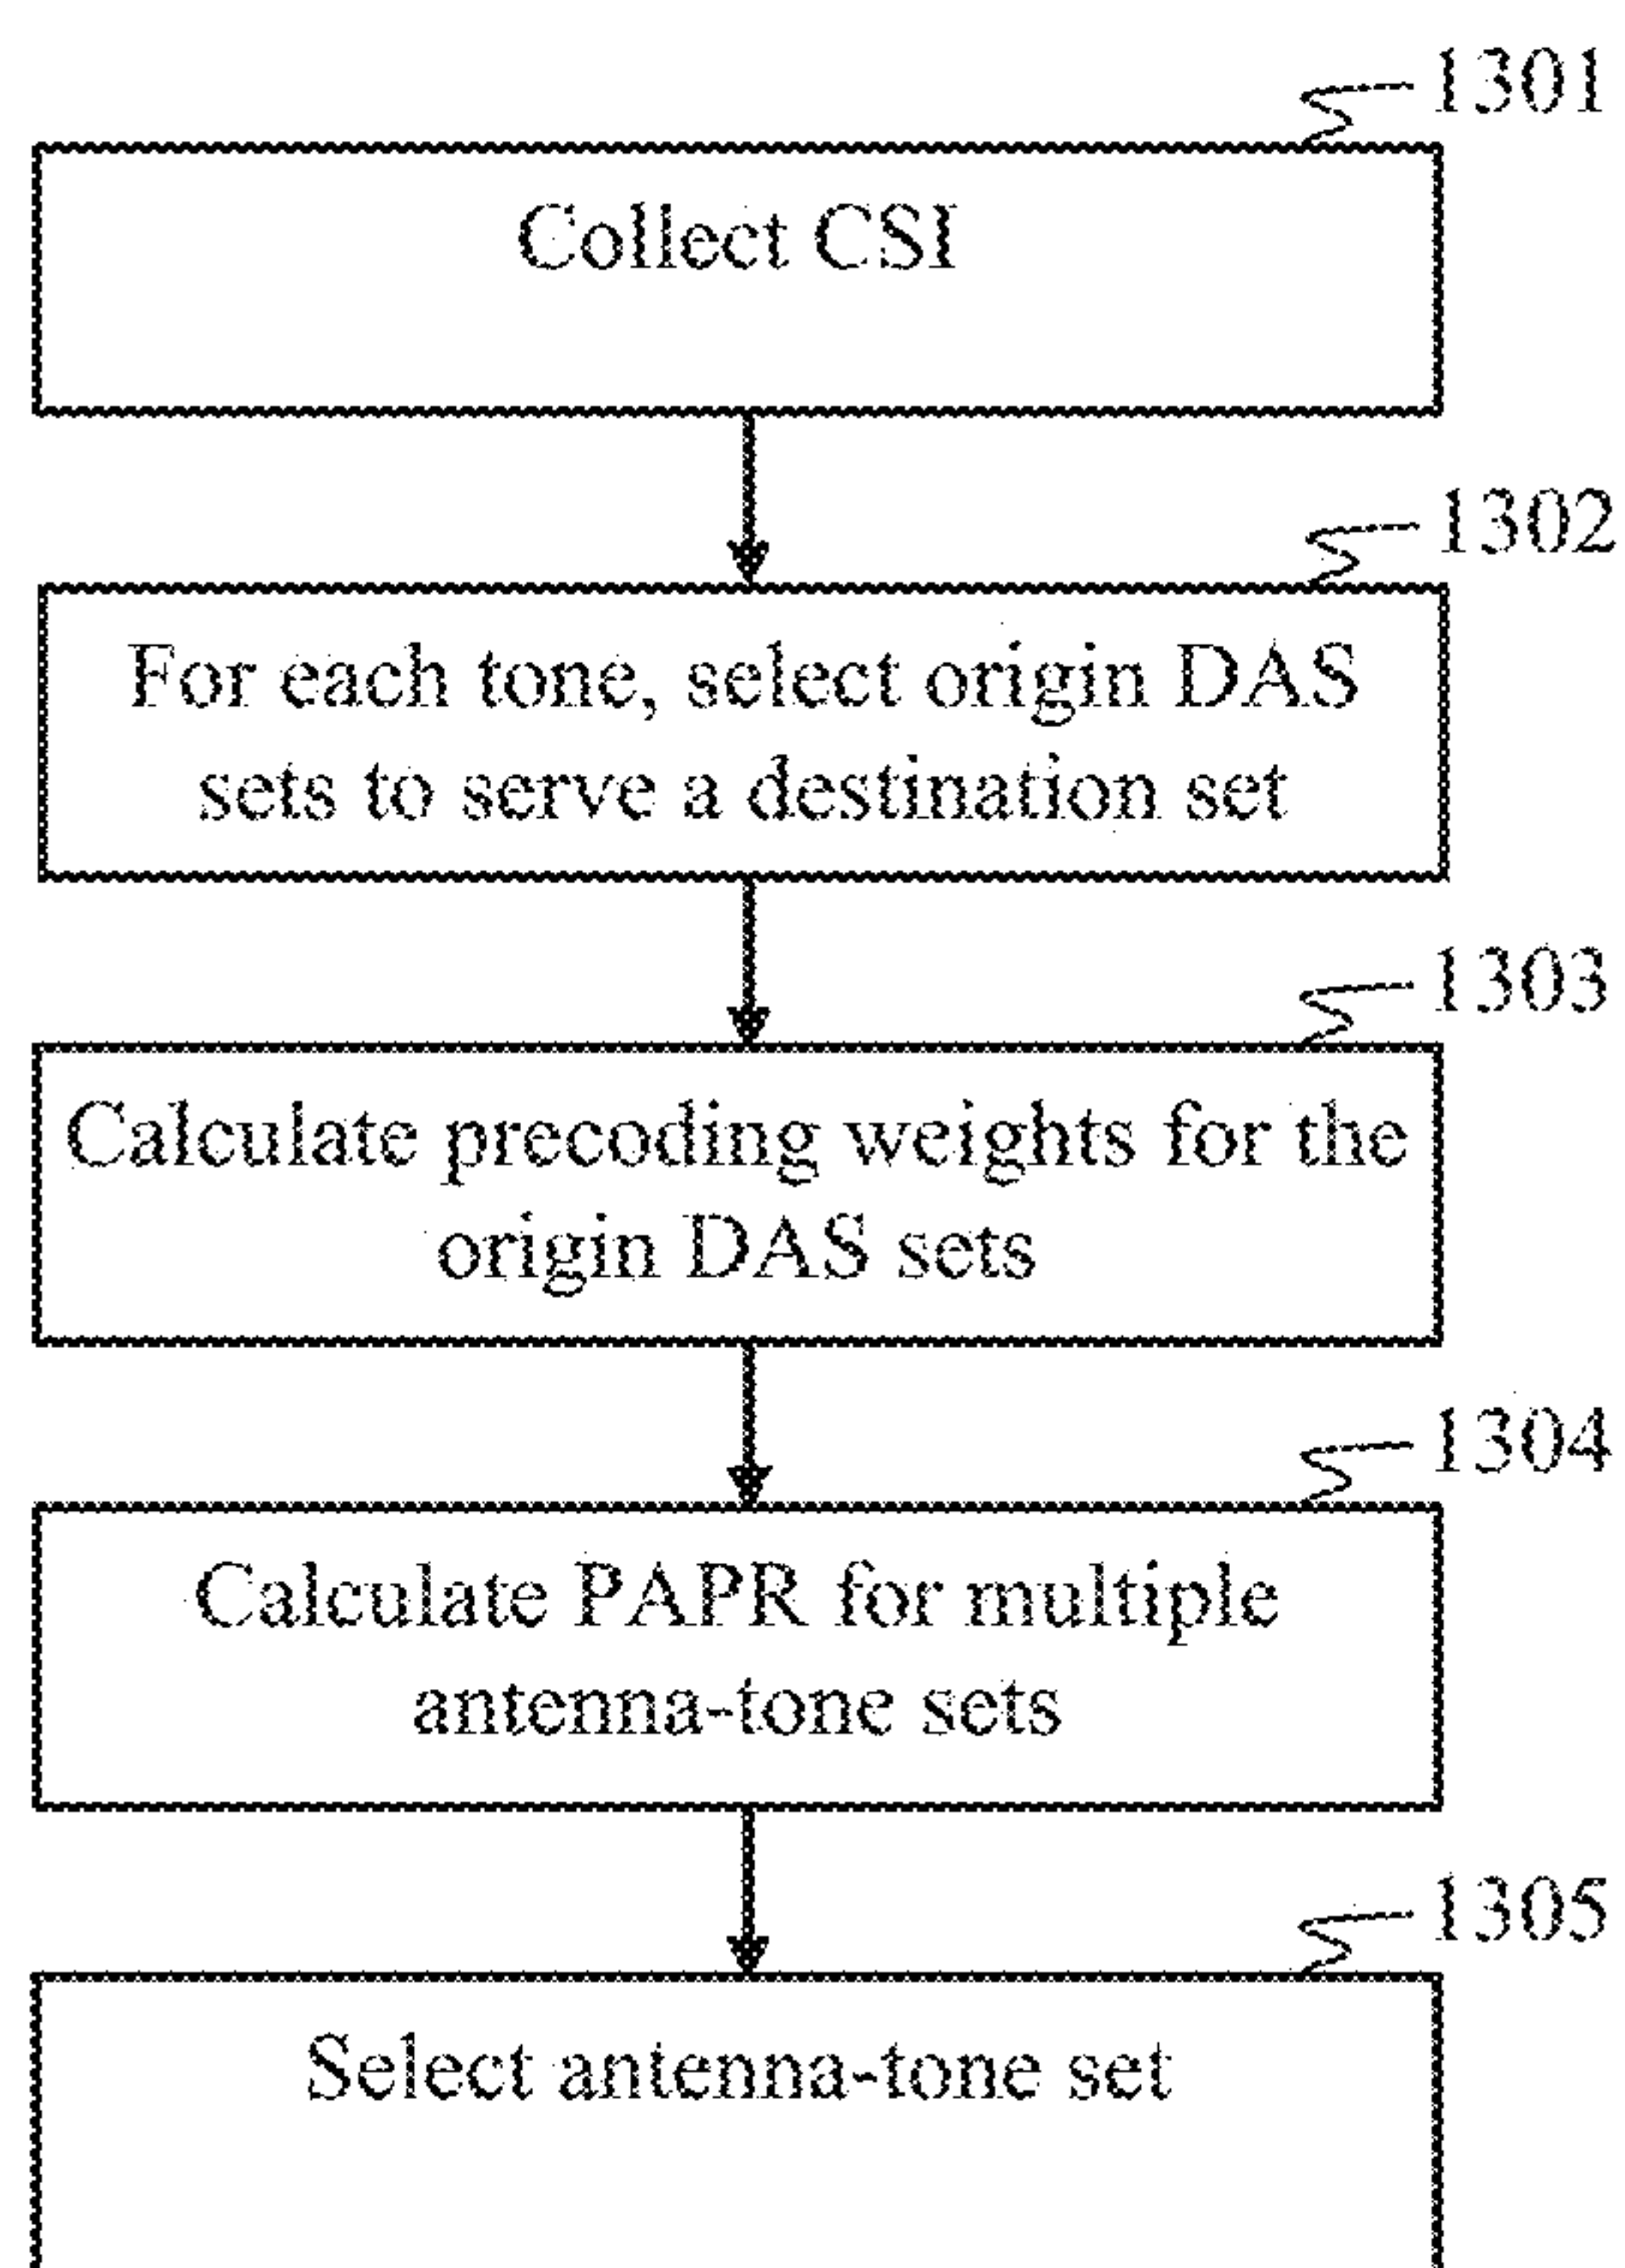 1301
Collect CSI
1302
For each tone, select origin DAS
sets to serve a destination set
1303
Calculate precoding weights for the
origin DAS sets
1304
Calculate PAPR for multiple
antenna-tone sets
1305
Select antenna-tone set